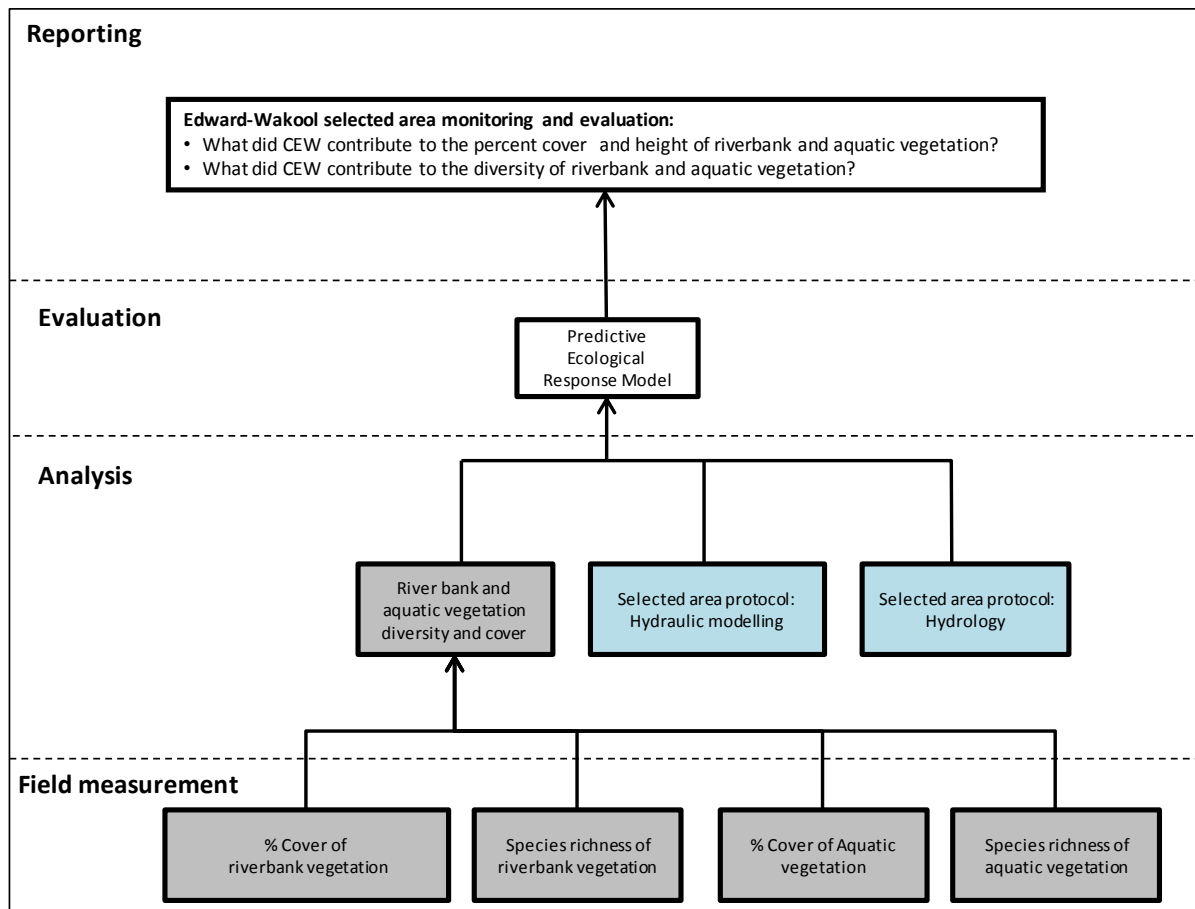 Reporting
Edward-Wakool selected area monitoring and evaluation:
• What did CEW contribute to the percent cover and height of riverbank and aquatic vegetation?
• What did CEW contribute to the diversity of riverbank and aquatic vegetation?
Evaluation
Predictive
Ecological
Response Model
Analysis
River bank and
aquatic vegetation
diversity and cover
Selected area protocol:
Hydraulic modelling
Selected area protocol:
Hydrology
Field measurement
% Cover of
riverbank vegetation
Species richness of
riverbank vegetation
% Cover of Aquatic
vegetation
Species richness of
aquatic vegetation